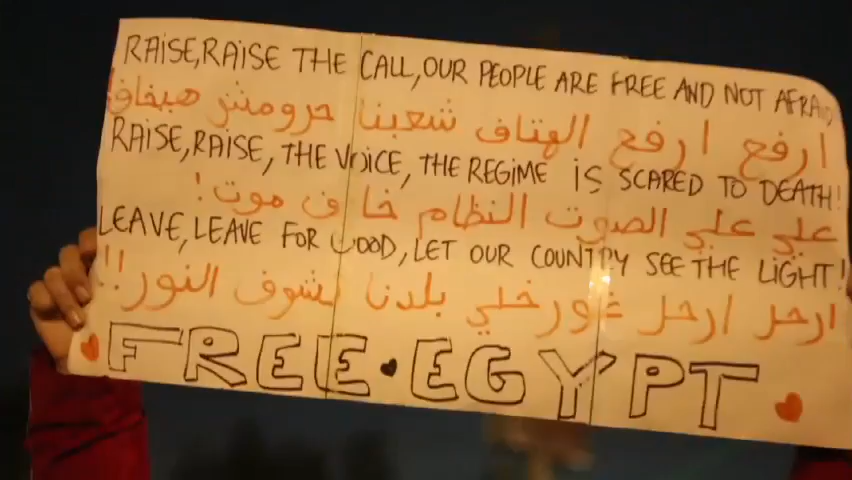 RAISE,RAISE THE CALL,OUR PEOPLE ARE FREE AND NOT AFRAID
ارفع ارفع الهتاف شعبنا حر ومش هيخاف!
RAISE,RAISE, THE VOICE, THE REGIME IS SCARED TO DEATH!
علي علي الصوت النظام خاف موت!
LEAVE,LEAVE FOR GOOD,LET OUR COUNTRY SEE THE LIGHT!
ارحل ارحل غور خلي بلدنا تشوف النور!!
FREE EGYPT